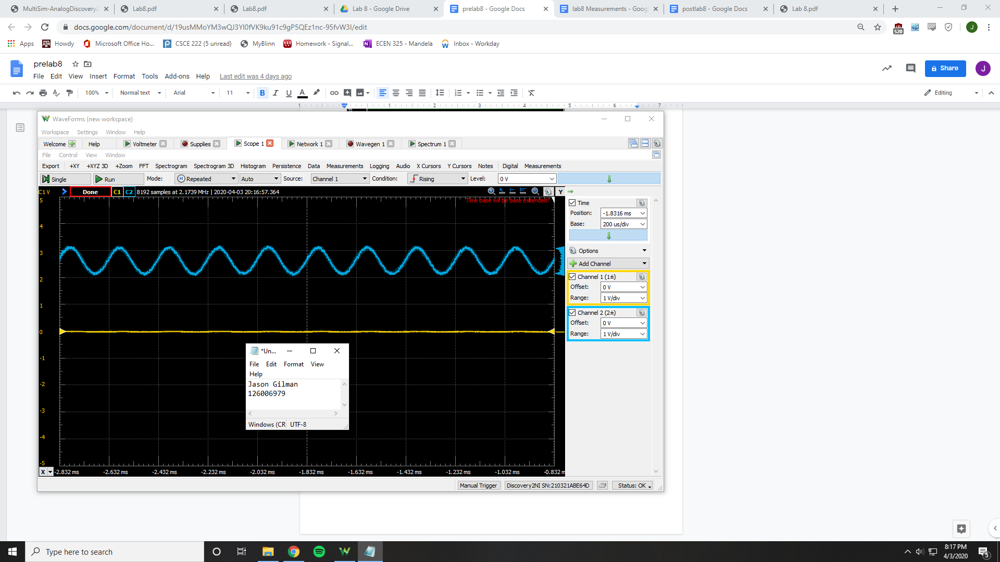 MultiSim-AnalogDiscovery2
Lab8.pdf
Lab8.pdf
Lab 8 - Google Drive
prelab8 - Google Docs
lab8 Measurements - Goog
postlab8 - Google Docs
Lab 8.pdf
docs.google.com/document/d/19usMMoYM3wQJ3Yl0fVK9ku91c9gP5QEz1nc-95fvW3I/edit
520
J
Apps
Howdy
Microsoft Office Ho...
CSCE 222 (5 unread)
MyBlinn
Homework - Signal...
ECEN 325 - Mandela
Inbox - Workday
prelab8
File Edit View Insert Format Tools Add-ons Help Last edit was 4 days ago
Share
J
100% Normal text Arial 11 B I U A Editing
1 1 2 3 4 5 6 7
WaveForms (new workspace)
Workspace Settings Window Help
Welcome Help Voltmeter Supplies Scope 1 Network 1 Wavegen 1 Spectrum 1
File Control View Window
Export +XY +XYZ 3D +Zoom FFT Spectrogram Spectrogram 3D Histogram Persistence Data Measurements Logging Audio X Cursors Y Cursors Notes Digital Measurements
Single Run Mode: Repeated Auto Source: Channel 1 Condition: Rising Level: 0 V
C1 V Done C1 C2 8192 samples at 2.1739 MHz | 2020-04-03 20:16:57.364 Y
Time base will be base extended!
5
4
3
2
1
0
-1
-2
-3
-4
-5
X -2.832 ms -2.632 ms -2.432 ms -2.232 ms -2.032 ms -1.832 ms -1.632 ms -1.432 ms -1.232 ms -1.032 ms -0.832 m
Time
Position: -1.8316 ms
Base: 200 us/div
Options
Add Channel
Channel 1 (1±)
Offset: 0 V
Range: 1 V/div
Channel 2 (2±)
Offset: 0 V
Range: 1 V/div
*Un...
File Edit Format View
Help
Jason Gilman
126006979
Windows (CR UTF-8
Manual Trigger Discovery2NI SN:210321ABE64D Status: OK
Type here to search
8:17 PM
4/3/2020
5